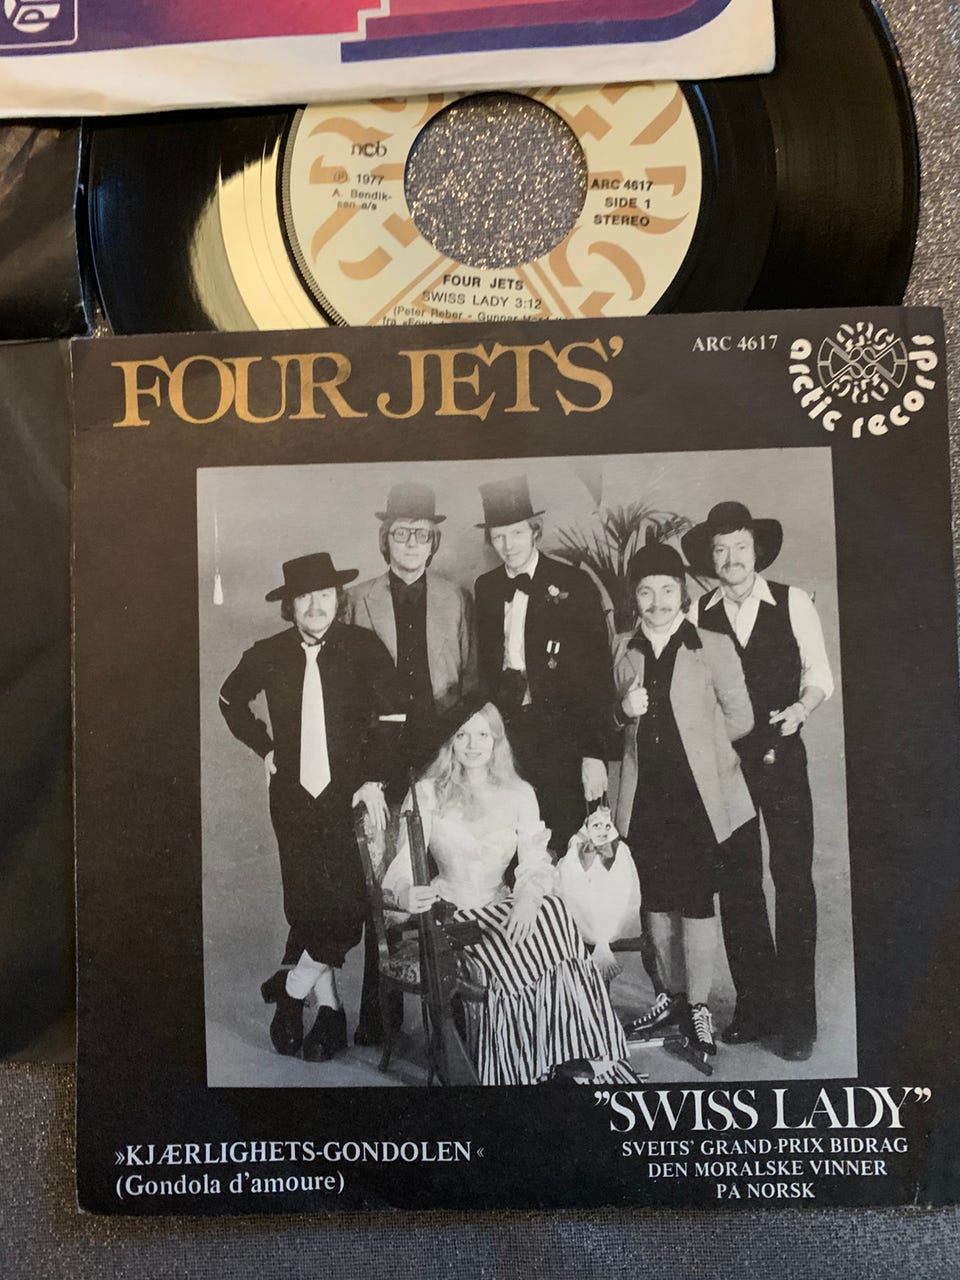 ncb
℗ 1977
A. Bendik-
sen a/s
ARC 4617
SIDE 1
STEREO
FOUR JETS
SWISS LADY 3:12
(Peter Reber - Gunnar
fra «Four
FOUR JETS’
ARC 4617
arctic records
”SWISS LADY”
SVEITS’ GRAND-PRIX BIDRAG
DEN MORALSKE VINNER
PÅ NORSK
»KJÆRLIGHETS-GONDOLEN«
(Gondola d’amoure)